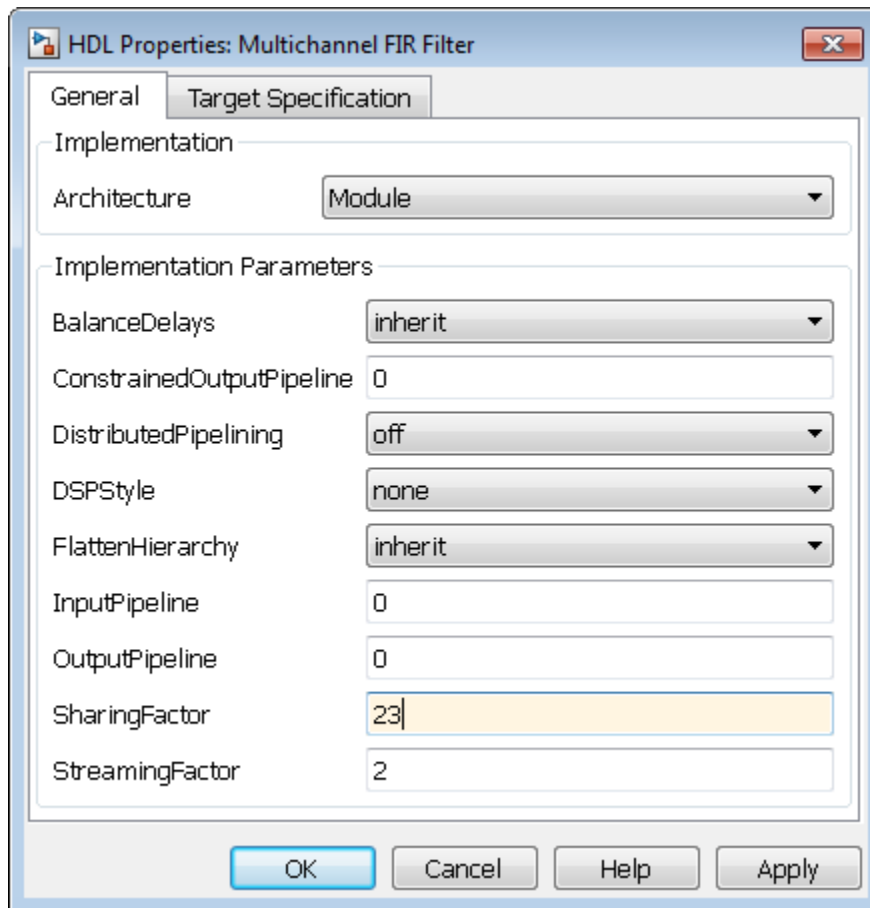 HDL Properties: Multichannel FIR Filter
General Target Specification
Implementation
Architecture Module
Implementation Parameters
BalanceDelays inherit
ConstrainedOutputPipeline 0
DistributedPipelining off
DSPStyle none
FlattenHierarchy inherit
InputPipeline 0
OutputPipeline 0
SharingFactor 23
StreamingFactor 2
OK Cancel Help Apply